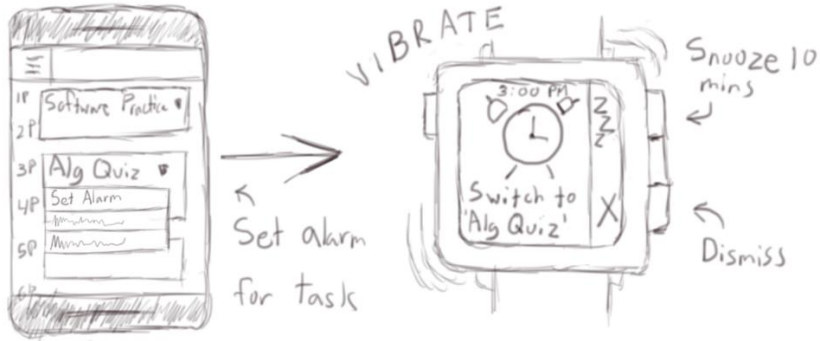 1P
Software Practice
2P
3P
Alg Quiz
Set Alarm
4P
5P
6P
Set alarm
for task
VIBRATE
3:00 PM
Z
Z
Z
Switch to
'Alg Quiz'
X
Snooze 10
mins
Dismiss